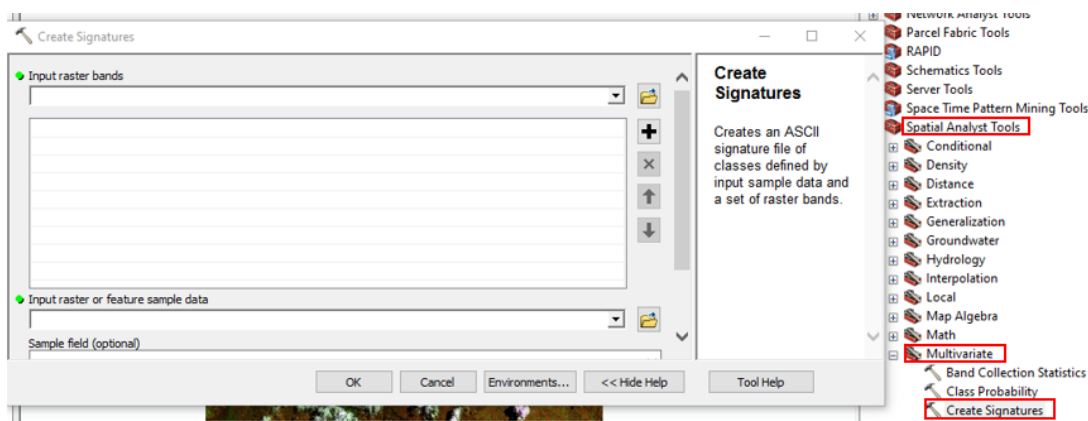 Create Signatures
Input raster bands
Input raster or feature sample data
Sample field (optional)
OK
Cancel
Environments...
<< Hide Help
Tool Help
Create
Signatures
Creates an ASCII
signature file of
classes defined by
input sample data and
a set of raster bands.
Network Analyst Tools
Parcel Fabric Tools
RAPID
Schematics Tools
Server Tools
Space Time Pattern Mining Tools
Spatial Analyst Tools
Conditional
Density
Distance
Extraction
Generalization
Groundwater
Hydrology
Interpolation
Local
Map Algebra
Math
Multivariate
Band Collection Statistics
Class Probability
Create Signatures